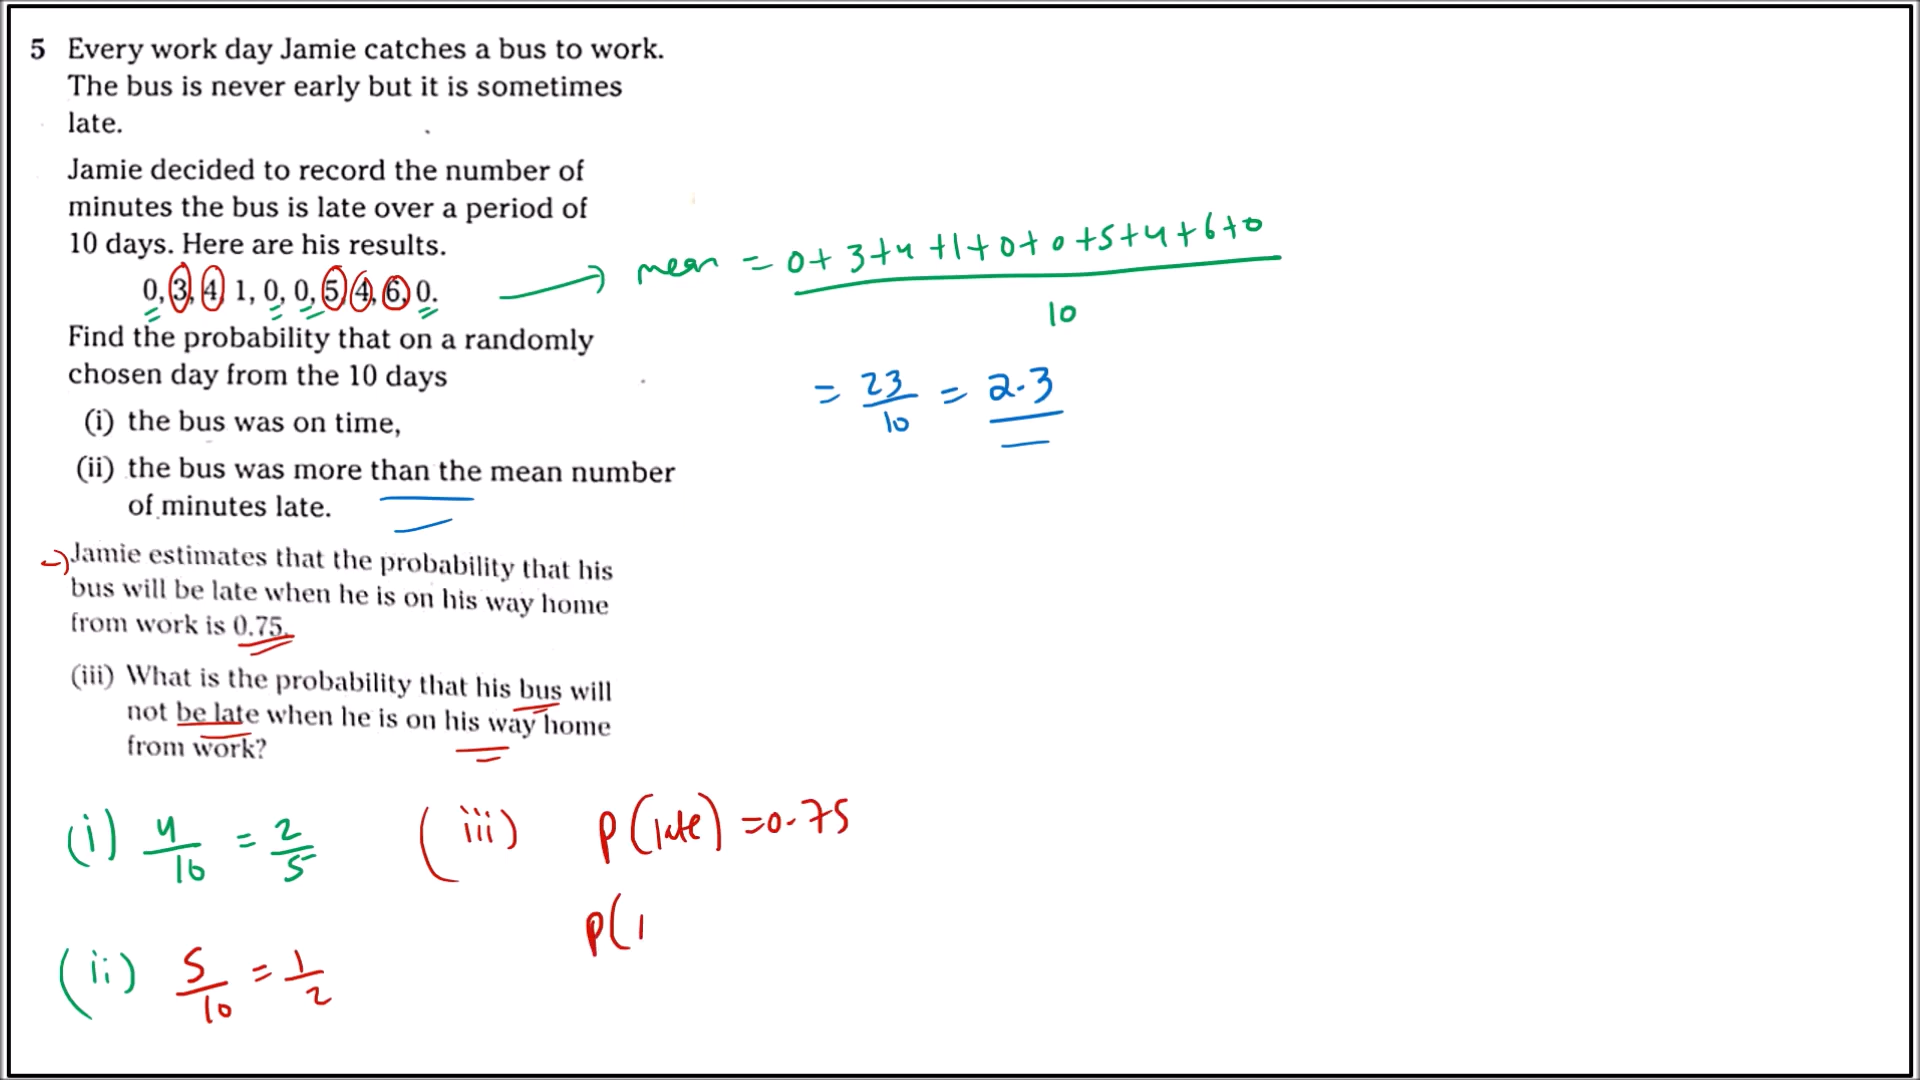 5 Every work day Jamie catches a bus to work.
The bus is never early but it is sometimes
late.
Jamie decided to record the number of
minutes the bus is late over a period of
10 days. Here are his results.
0, 3, 4, 1, 0, 0, 5, 4, 6, 0.
mean = 0+3+4+1+0+0+5+4+6+0
10
= 23/10 = 2.3
Find the probability that on a randomly
chosen day from the 10 days
(i) the bus was on time,
(ii) the bus was more than the mean number
of minutes late.
Jamie estimates that the probability that his
bus will be late when he is on his way home
from work is 0.75.
(iii) What is the probability that his bus will
not be late when he is on his way home
from work?
(i) 4/10 = 2/5
(ii) 5/10 = 1/2
(iii) P(late) = 0.75
P(